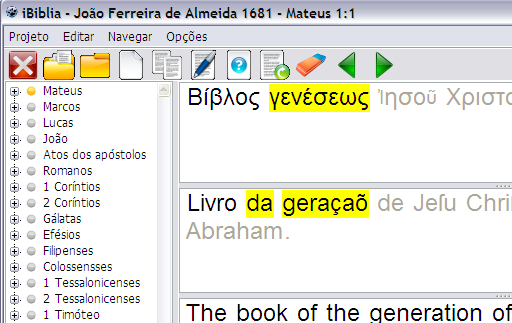 iBiblia - João Ferreira de Almeida 1681 - Mateus 1:1
Projeto Editar Navegar Opções
Mateus
Marcos
Lucas
João
Atos dos apóstolos
Romanos
1 Coríntios
2 Coríntios
Gálatas
Efésios
Filipenses
Colossensses
1 Tessalonicenses
2 Tessalonicenses
1 Timóteo
Βίβλος γενέσεως Ἰησοῦ Χριστο
Livro da geraçaõ de Jeſu Chri
Abraham.
The book of the generation of